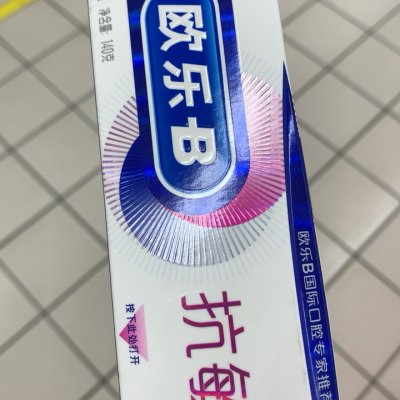 净含量: 140克
欧乐B
抗敏
欧乐B国际口腔专家推荐
按下此处打开